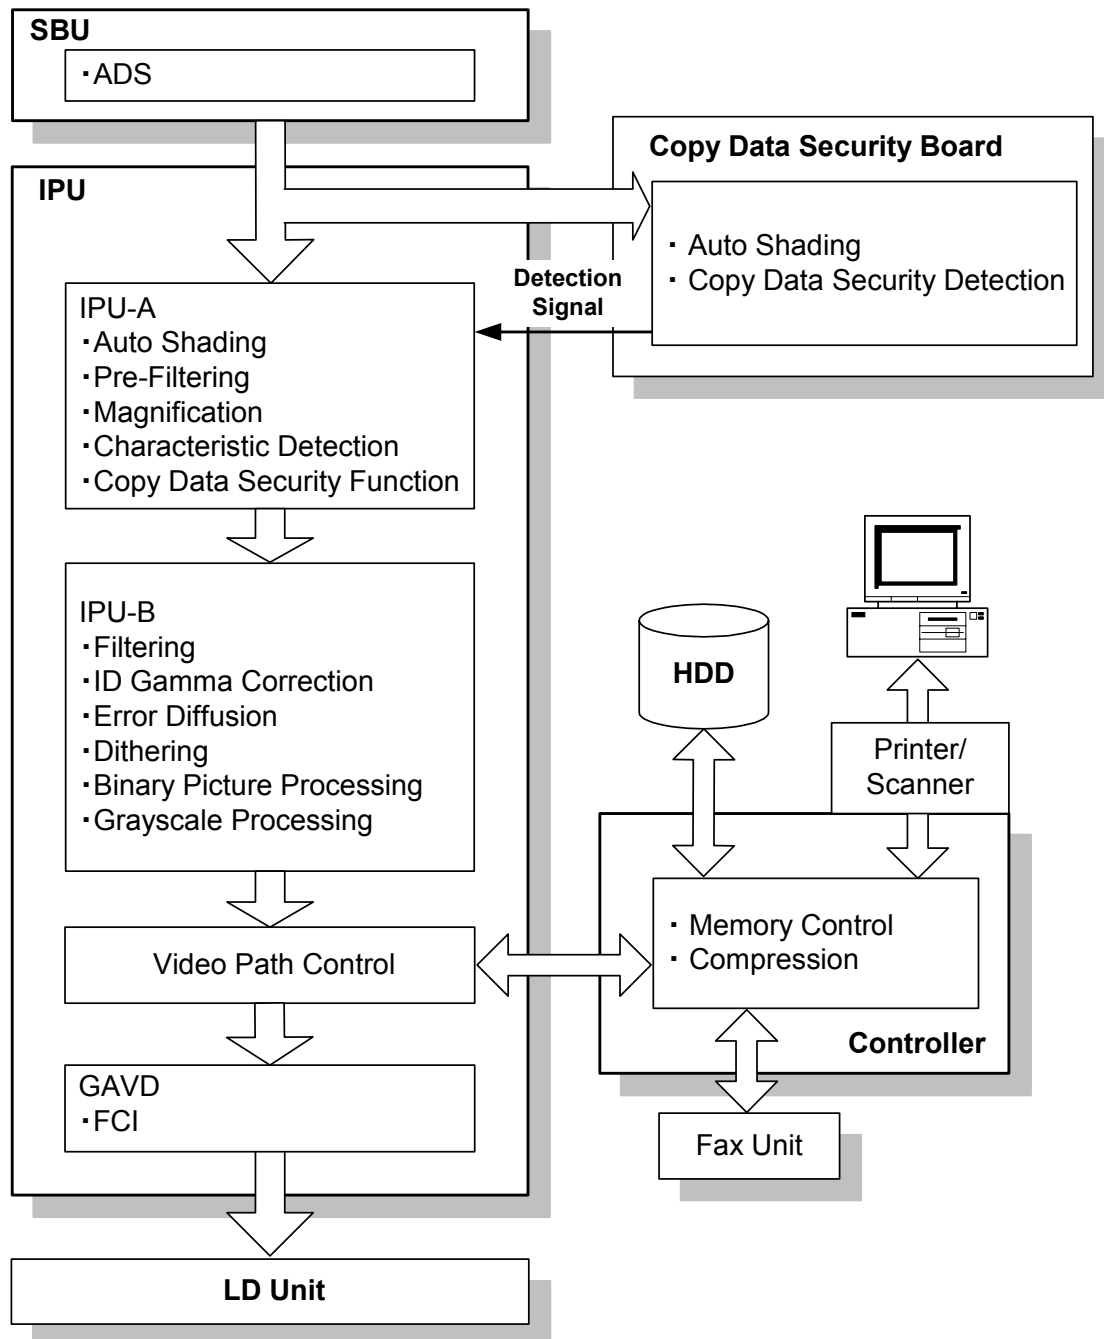 SBU
・ADS
Copy Data Security Board
・ Auto Shading
・ Copy Data Security Detection
IPU
Detection
Signal
IPU-A
・Auto Shading
・Pre-Filtering
・Magnification
・Characteristic Detection
・Copy Data Security Function
IPU-B
・Filtering
・ID Gamma Correction
・Error Diffusion
・Dithering
・Binary Picture Processing
・Grayscale Processing
HDD
Printer/
Scanner
Video Path Control
・ Memory Control
・ Compression
Controller
GAVD
・FCI
Fax Unit
LD Unit